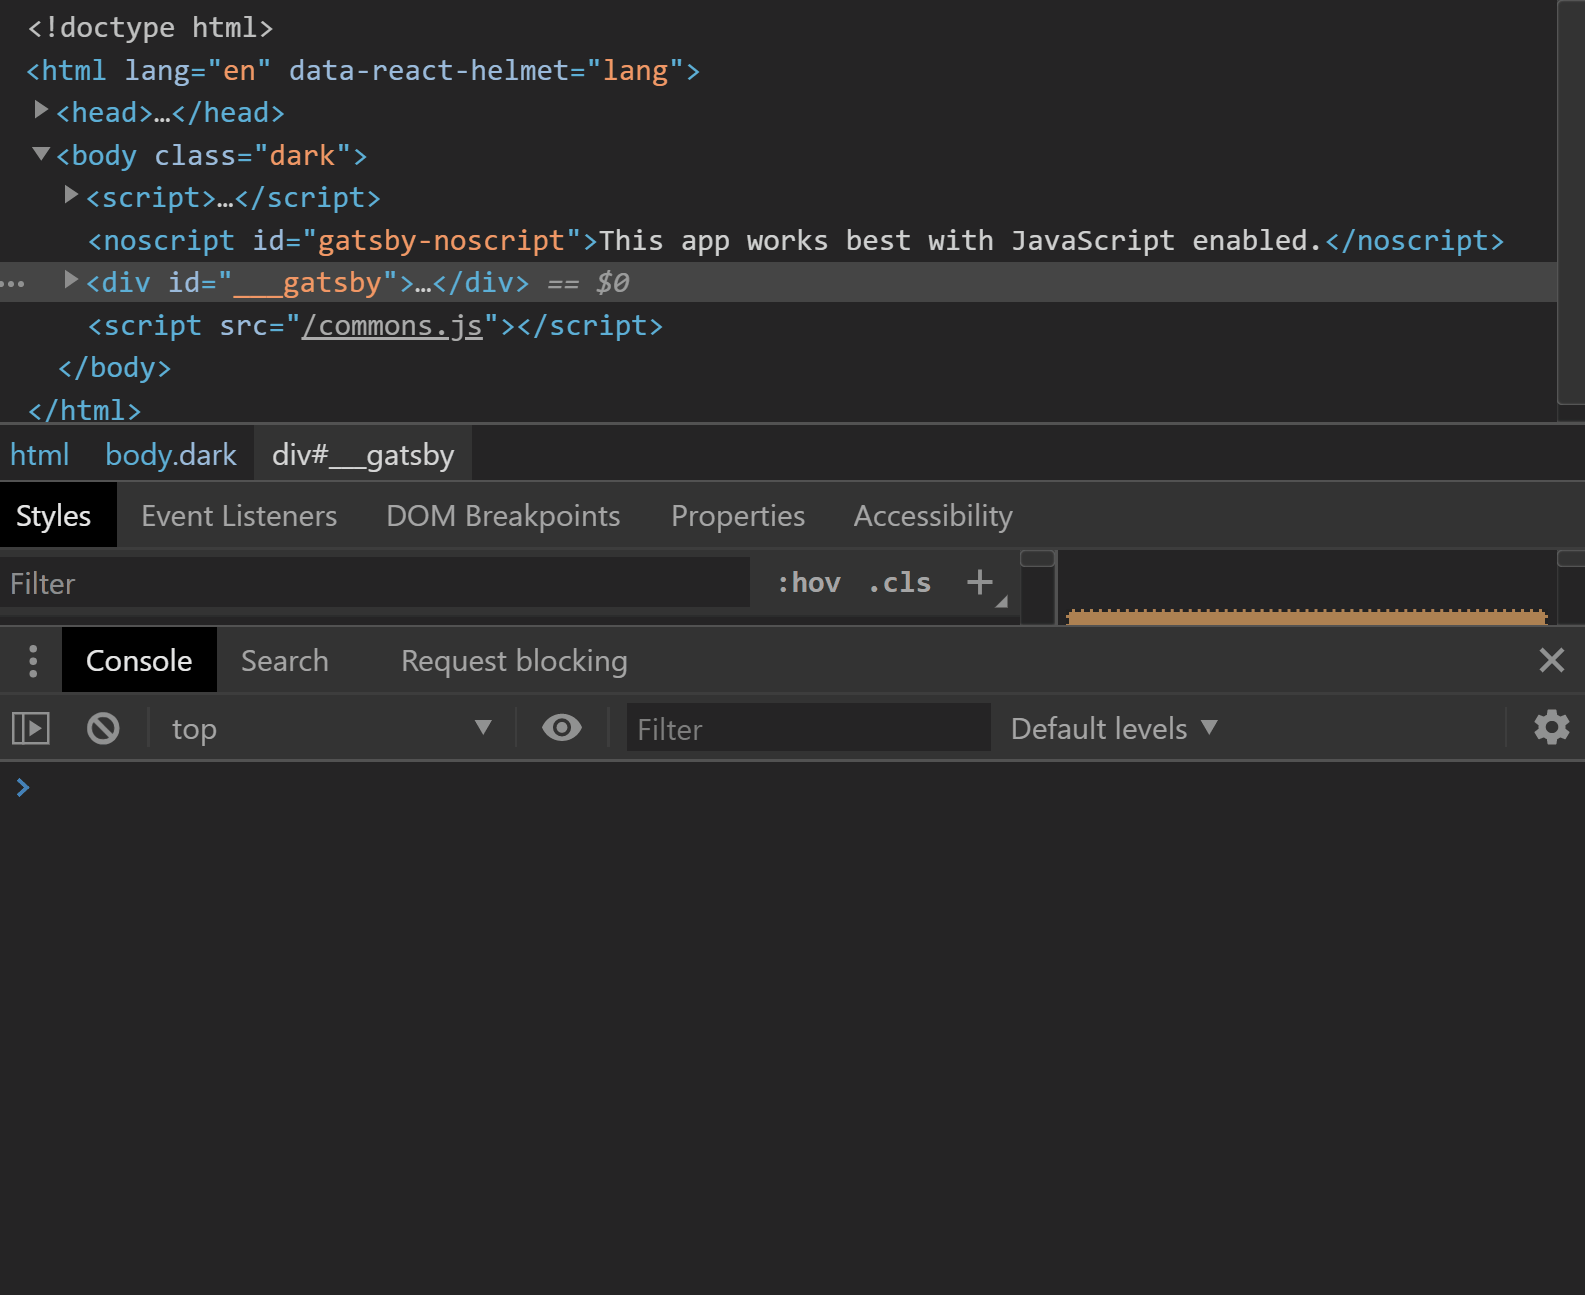 <!doctype html>
<html lang="en" data-react-helmet="lang">
<head>…</head>
<body class="dark">
<script>…</script>
<noscript id="gatsby-noscript">This app works best with JavaScript enabled.</noscript>
<div id="___gatsby">…</div> == $0
<script src="/commons.js"></script>
</body>
</html>
html body.dark div#___gatsby
Styles Event Listeners DOM Breakpoints Properties Accessibility
Filter :hov .cls +
Console Search Request blocking
top Filter Default levels